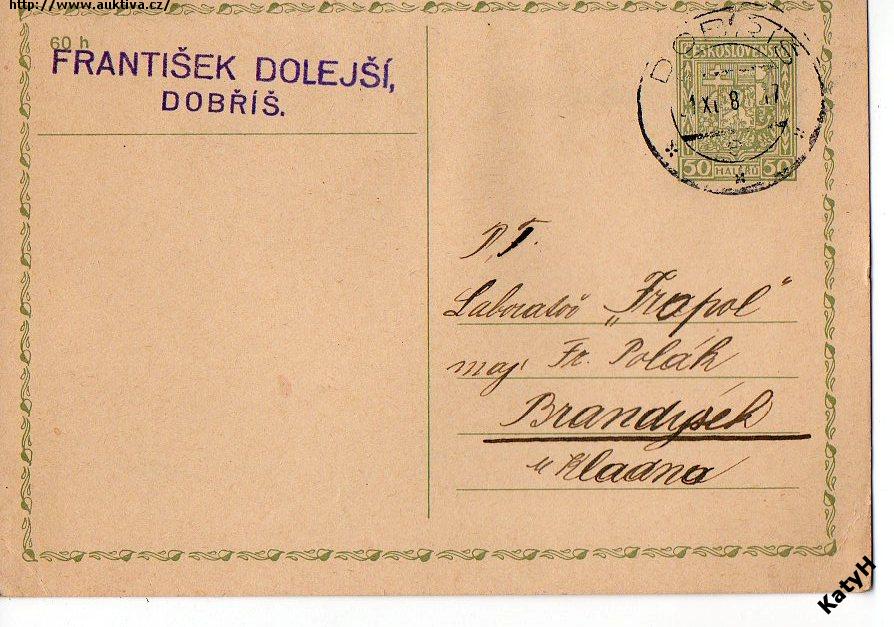 http://www.auktiva.cz/
60 h
FRANTIŠEK DOLEJŠÍ,
DOBŘÍŠ.
ČESKOSLOVENSKO
50 HALÉŘŮ 50
P. T.
Laboratoř „Frapol“
maj. Fr. Polák
Brandýsek
u Kladna
KatyH